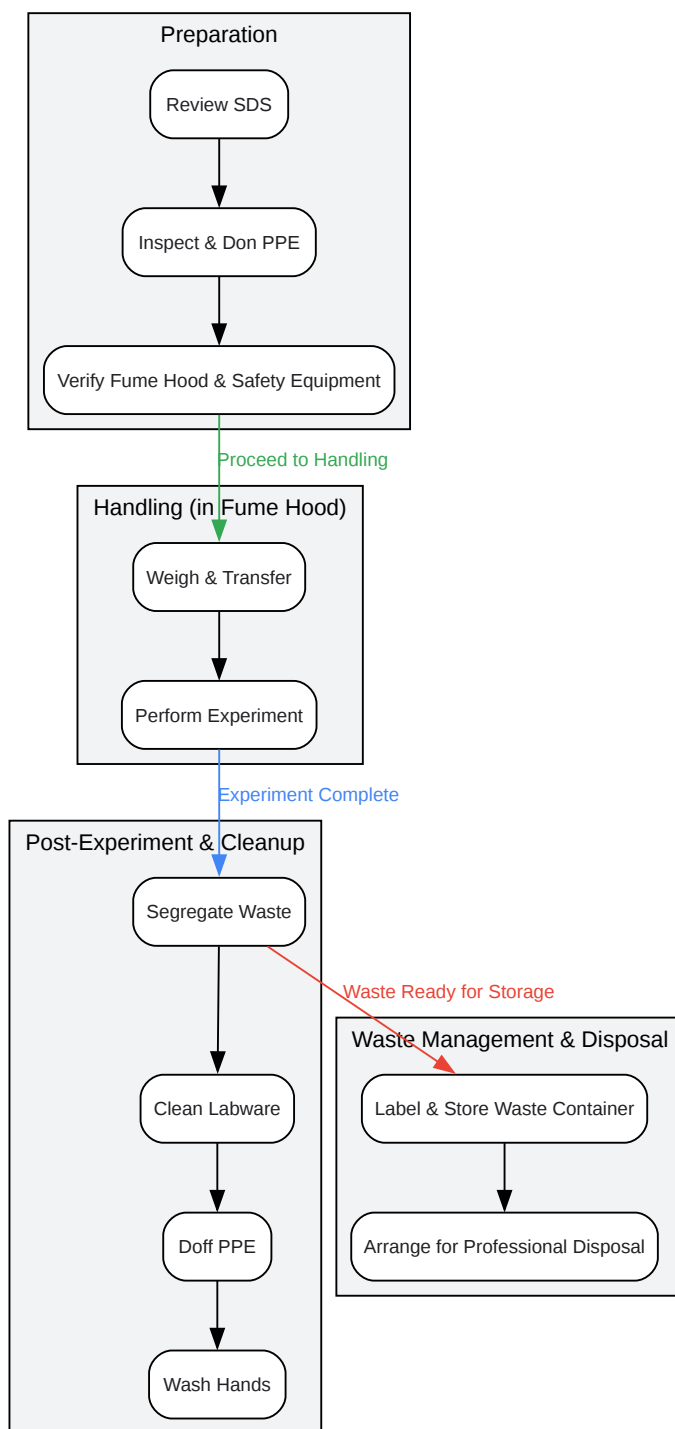 Preparation
Review SDS
Inspect & Don PPE
Verify Fume Hood & Safety Equipment
Proceed to Handling
Handling (in Fume Hood)
Weigh & Transfer
Perform Experiment
Experiment Complete
Post-Experiment & Cleanup
Segregate Waste
Waste Ready for Storage
Waste Management & Disposal
Clean Labware
Label & Store Waste Container
Doff PPE
Arrange for Professional Disposal
Wash Hands